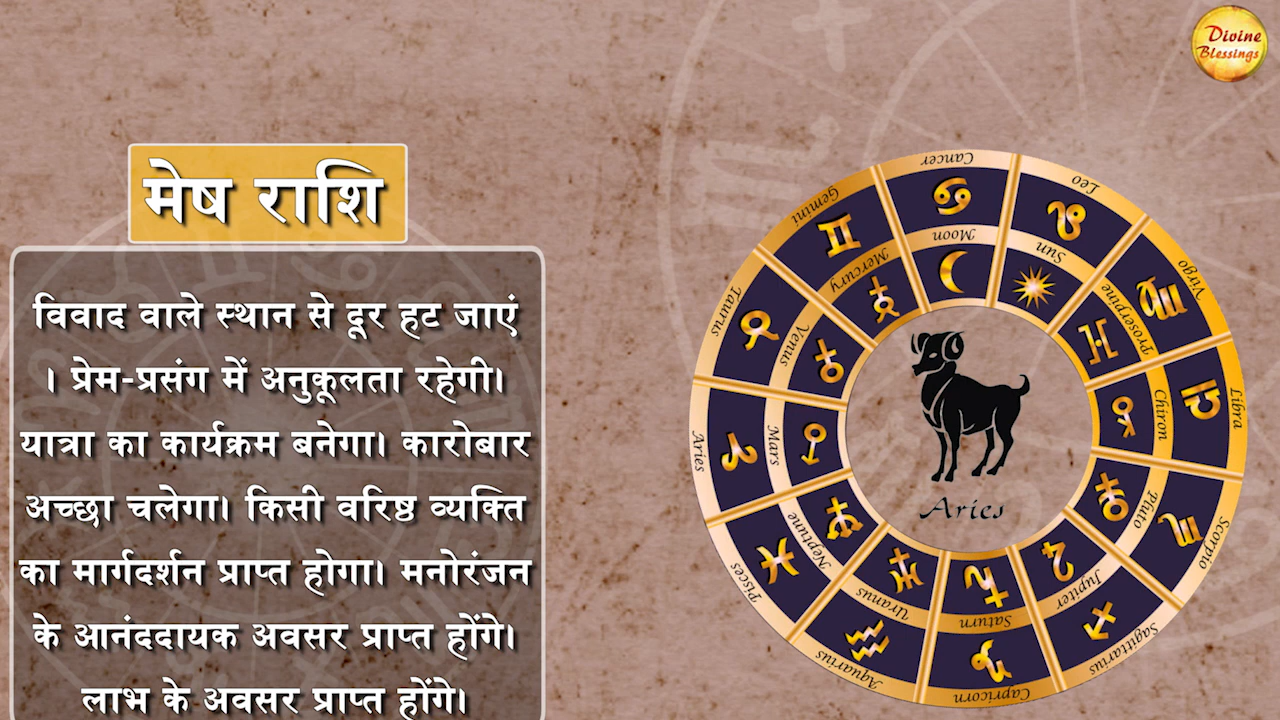 Divine
Blessings
मेष राशि
विवाद वाले स्थान से दूर हट जाएं
। प्रेम-प्रसंग में अनुकूलता रहेगी।
यात्रा का कार्यक्रम बनेगा। कारोबार
अच्छा चलेगा। किसी वरिष्ठ व्यक्ति
का मार्गदर्शन प्राप्त होगा। मनोरंजन
के आनंददायक अवसर प्राप्त होंगे।
लाभ के अवसर प्राप्त होंगे।
Cancer
Leo
Virgo
Libra
Scorpio
Sagittarius
Capricorn
Aquarius
Pisces
Aries
Taurus
Gemini
Moon
Sun
Proserpine
Chiron
Pluto
Jupiter
Saturn
Uranus
Neptune
Mars
Venus
Mercury
Aries